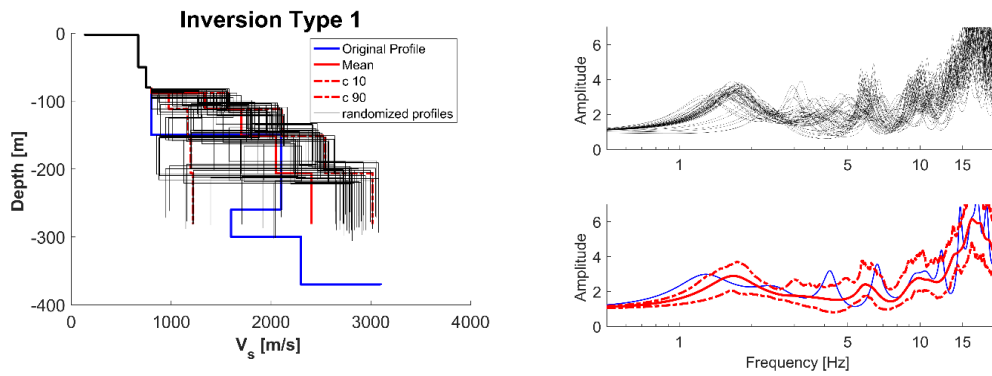 Inversion Type 1
0
-100
-200
-300
-400
Depth [m]
0
1000
2000
3000
4000
Vs [m/s]
Original Profile
Mean
c 10
c 90
randomized profiles
6
4
2
0
Amplitude
1
5
10
15
6
4
2
0
Amplitude
1
5
10
15
Frequency [Hz]